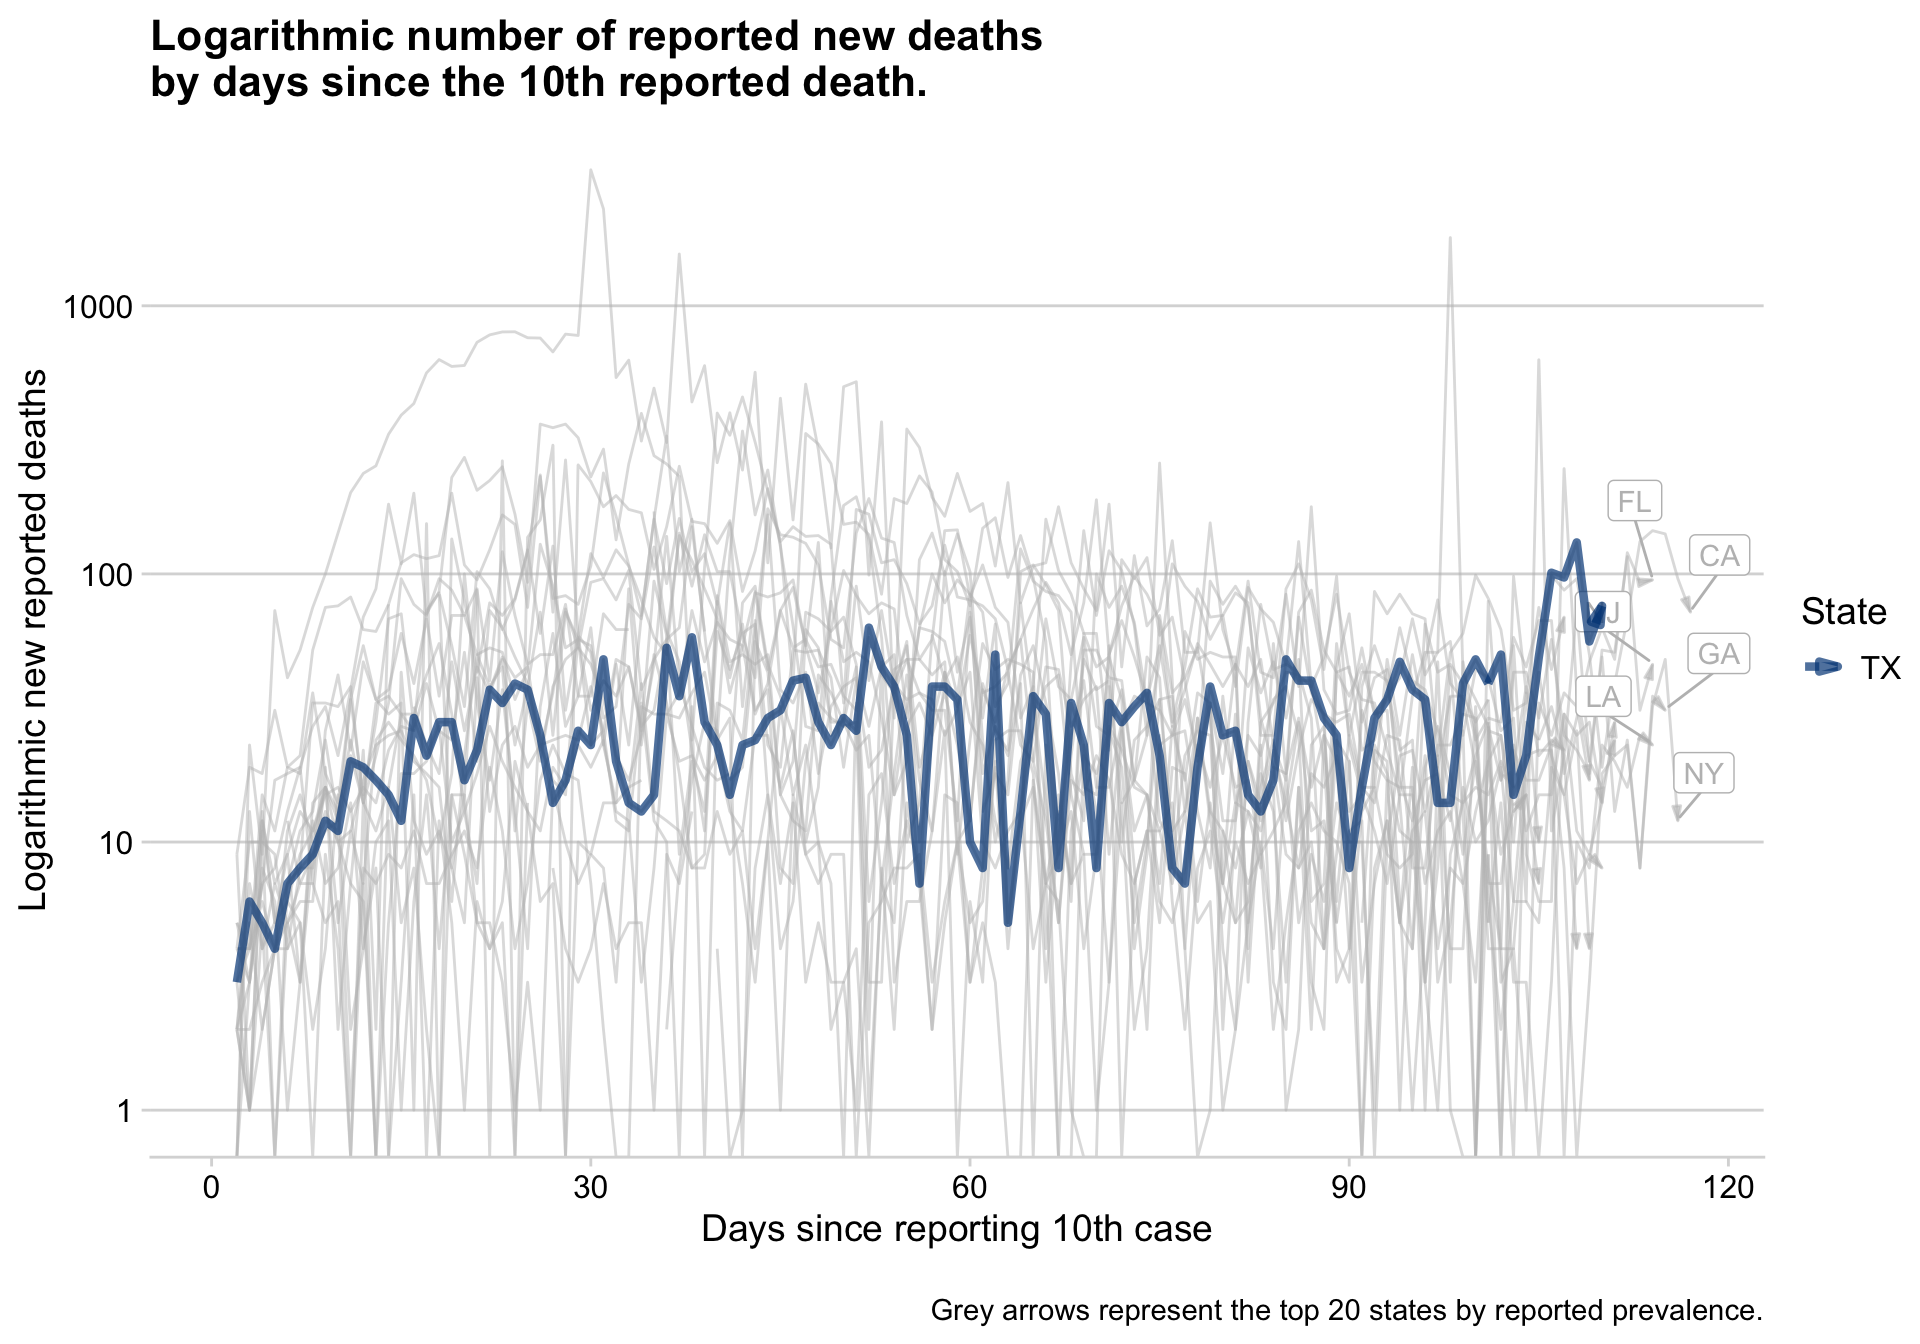 Logarithmic number of reported new deaths
by days since the 10th reported death.
Logarithmic new reported deaths
1000
100
10
1
FL
CA
J
GA
LA
NY
State
TX
0
30
60
90
120
Days since reporting 10th case
Grey arrows represent the top 20 states by reported prevalence.